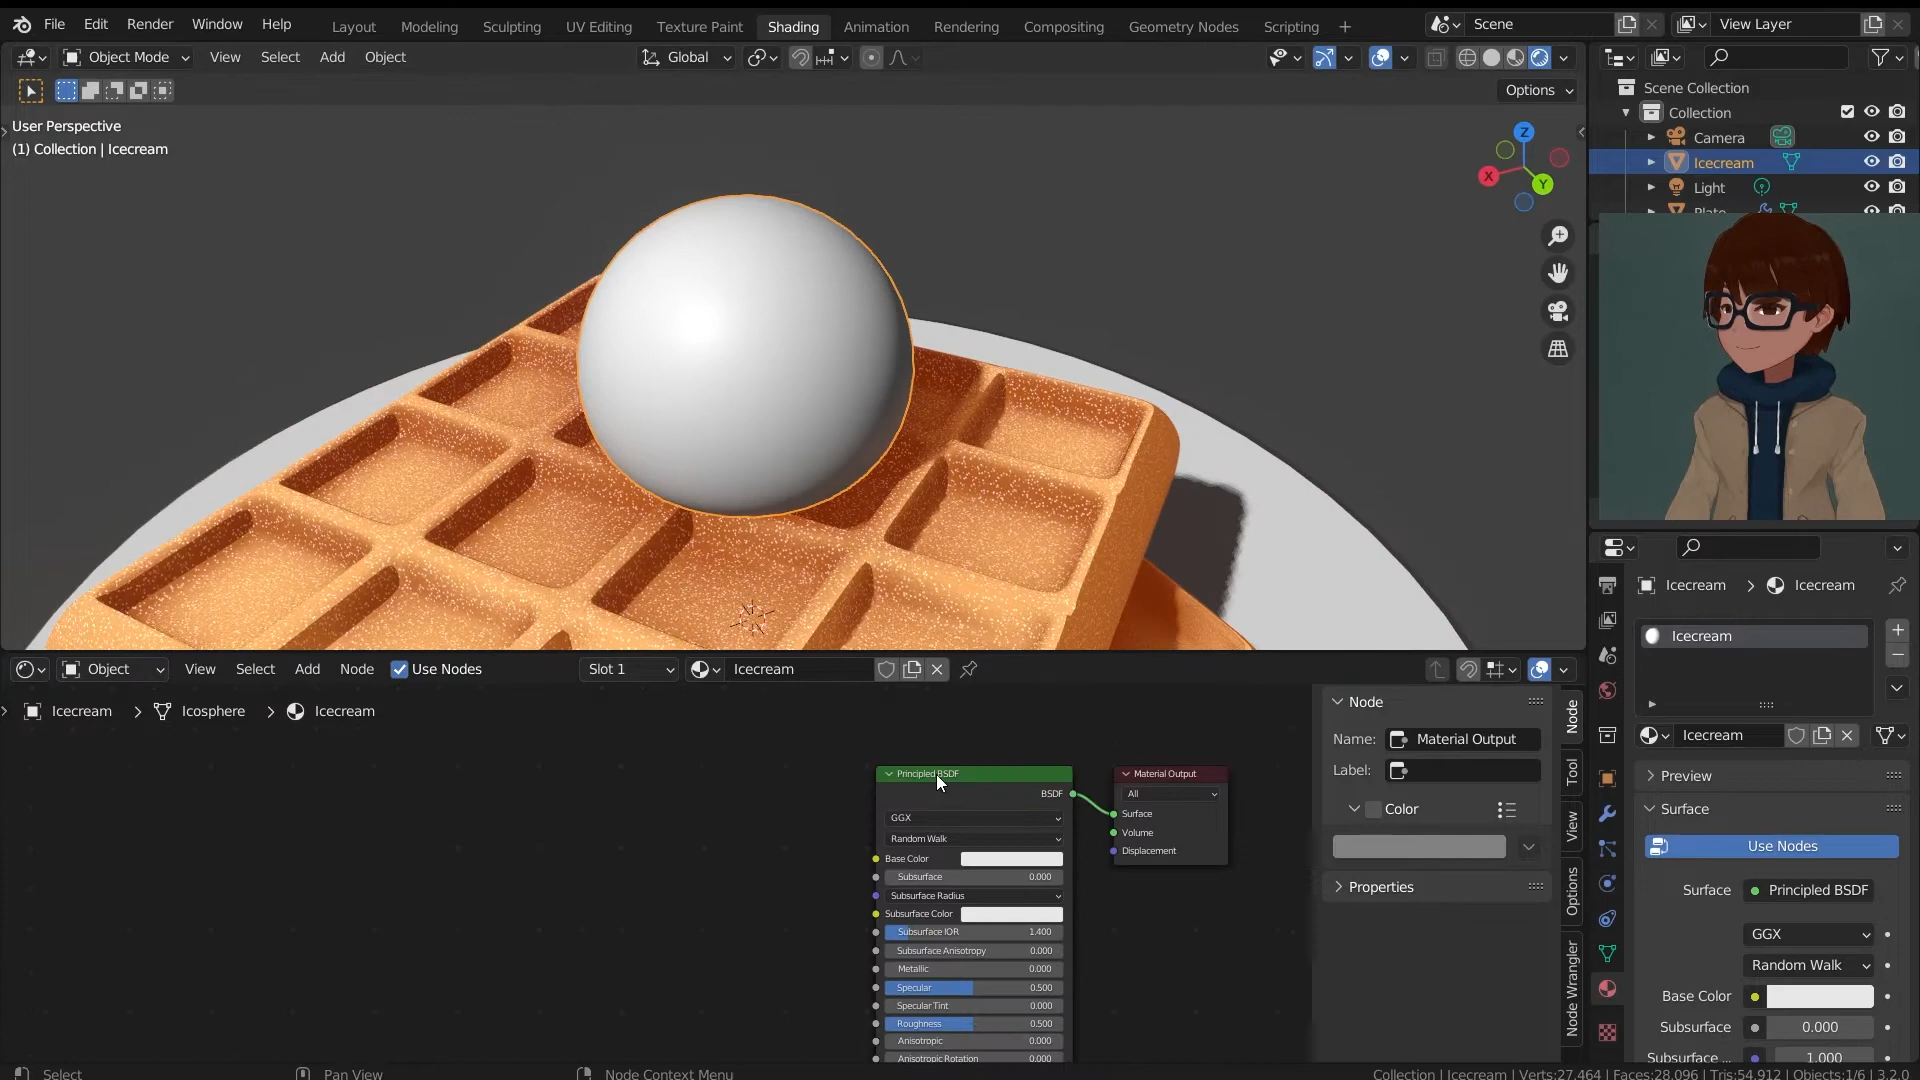 File Edit Render Window Help Layout Modeling Sculpting UV Editing Texture Paint Shading Animation Rendering Compositing Geometry Nodes Scripting + Scene View Layer
Object Mode View Select Add Object Global
Options
User Perspective
(1) Collection | Icecream
Z
X
Y
Scene Collection
Collection
Camera
Icecream
Light
Plate
Object View Select Add Node Use Nodes Slot 1 Icecream
Icecream > Icosphere > Icecream
Principled BSDF
BSDF
GGX
Random Walk
Base Color
Subsurface 0.000
Subsurface Radius
Subsurface Color
Subsurface IOR 1.400
Subsurface Anisotropy 0.000
Metallic 0.000
Specular 0.500
Specular Tint 0.000
Roughness 0.500
Anisotropic 0.000
Anisotropic Rotation 0.000
Material Output
All
Surface
Volume
Displacement
Node
Name: Material Output
Label:
Color
Properties
Node
Tool
View
Options
Node Wrangler
Icecream > Icecream
Icecream
Icecream
Preview
Surface
Use Nodes
Surface Principled BSDF
GGX
Random Walk
Base Color
Subsurface 0.000
Subsurface ... 1.000
Select Pan View Node Context Menu Collection | Icecream | Verts:27,464 | Faces:28,096 | Tris:54,912 | Objects:1/6 | 3.2.0